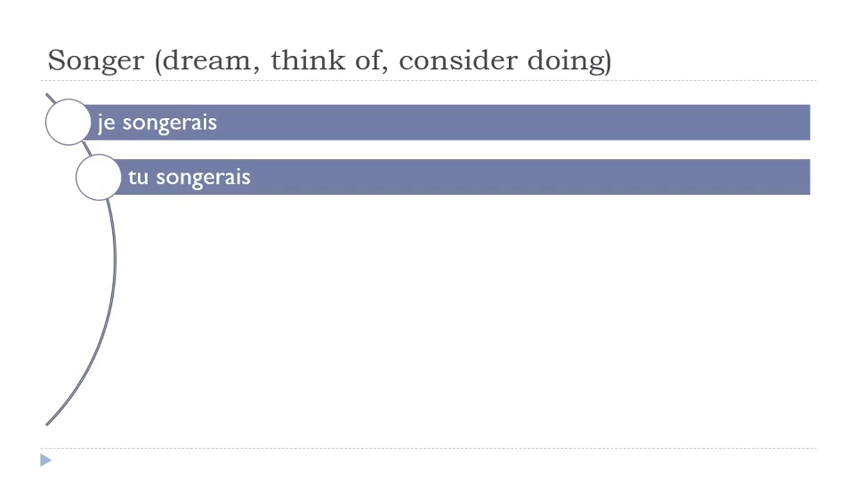 Songer (dream, think of, consider doing)
je songerais
tu songerais